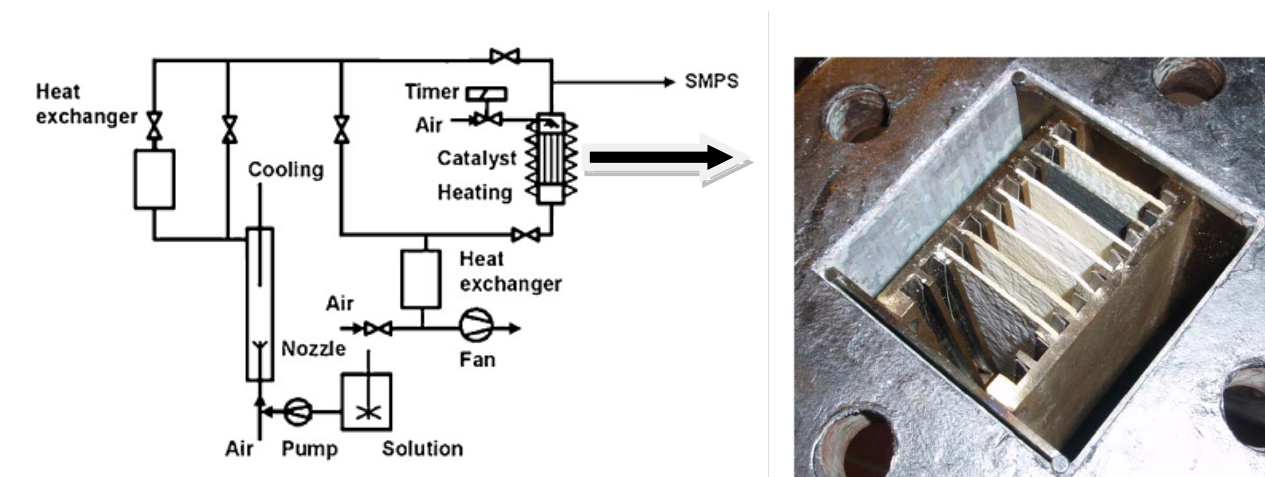 Heat
exchanger
Timer
SMPS
Air
Catalyst
Cooling
Heating
Heat
exchanger
Air
Nozzle
Fan
Air
Pump
Solution